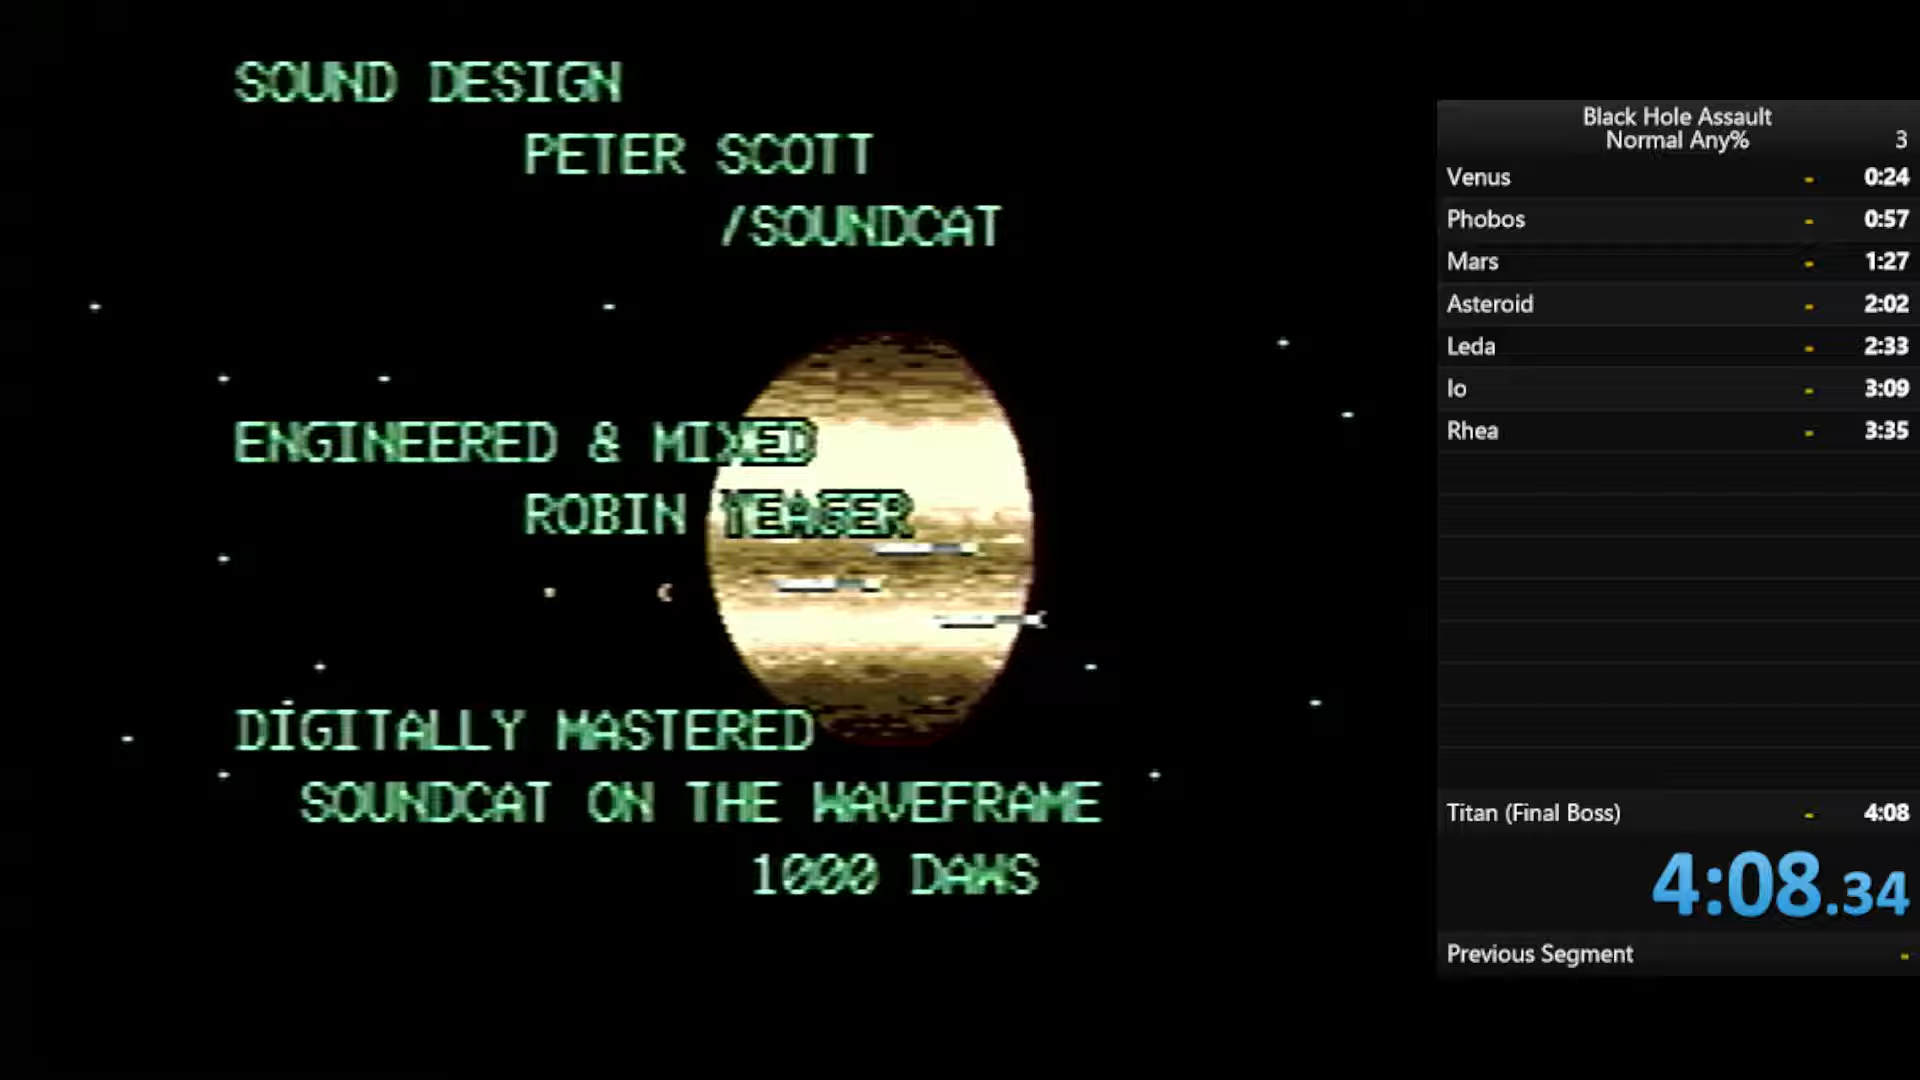 SOUND DESIGN
PETER SCOTT
/SOUNDCAT
ENGINEERED & MIXED
ROBIN YEAGER
DIGITALLY MASTERED
SOUNDCAT ON THE WAVEFRAME
1000 DAWS
Black Hole Assault
Normal Any% 3
Venus - 0:24
Phobos - 0:57
Mars - 1:27
Asteroid - 2:02
Leda - 2:33
Io - 3:09
Rhea - 3:35
Titan (Final Boss) - 4:08
4:08.34
Previous Segment -